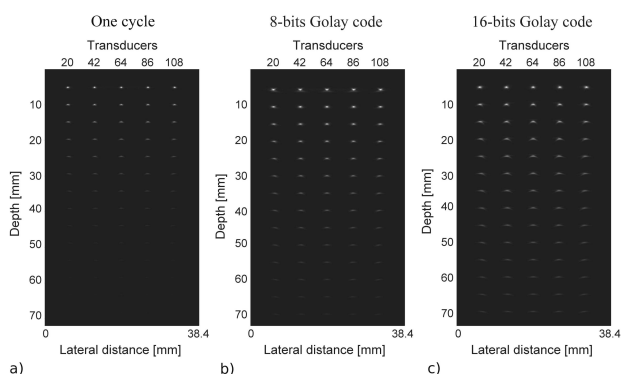 One cycle
Transducers
20 42 64 86 108
10
20
30
40
50
60
70
Depth [mm]
0 38.4
Lateral distance [mm]
a)
8-bits Golay code
Transducers
20 42 64 86 108
10
20
30
40
50
60
70
Depth [mm]
0 38.4
Lateral distance [mm]
b)
16-bits Golay code
Transducers
20 42 64 86 108
10
20
30
40
50
60
70
Depth [mm]
0 38.4
Lateral distance [mm]
c)